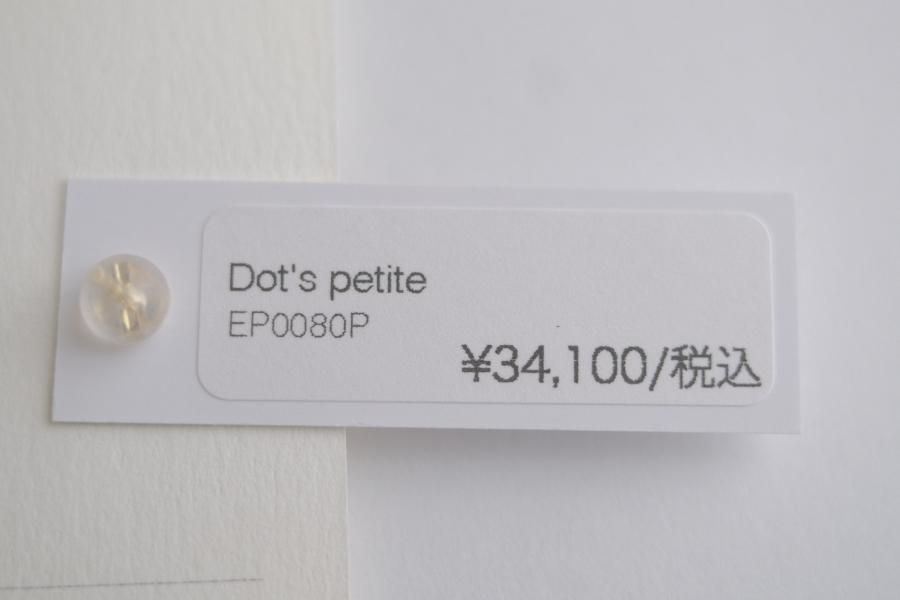 Dot's petite
EP0080P
¥34,100/税込